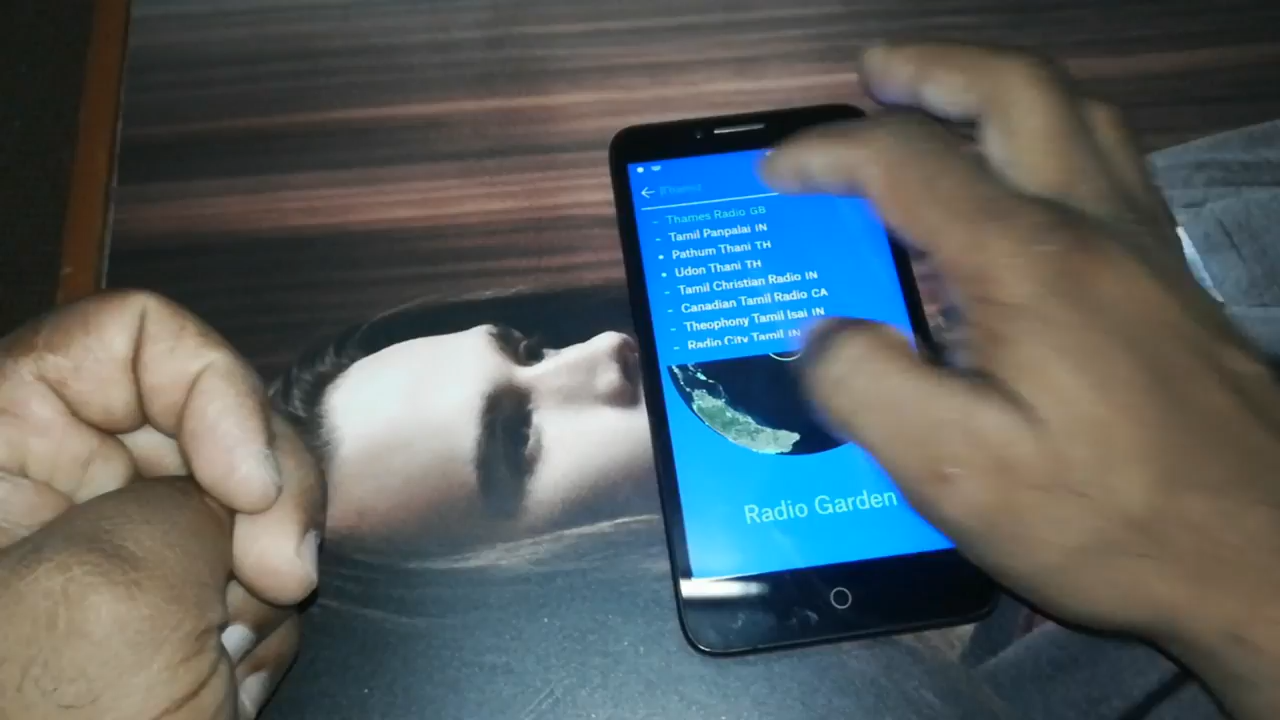 Thames Radio GB
Tamil Panpalai IN
Pathum Thani TH
Udon Thani TH
Tamil Christian Radio IN
Canadian Tamil Radio CA
Theophony Tamil Isai IN
Radio City Tamil IN
Radio Garden